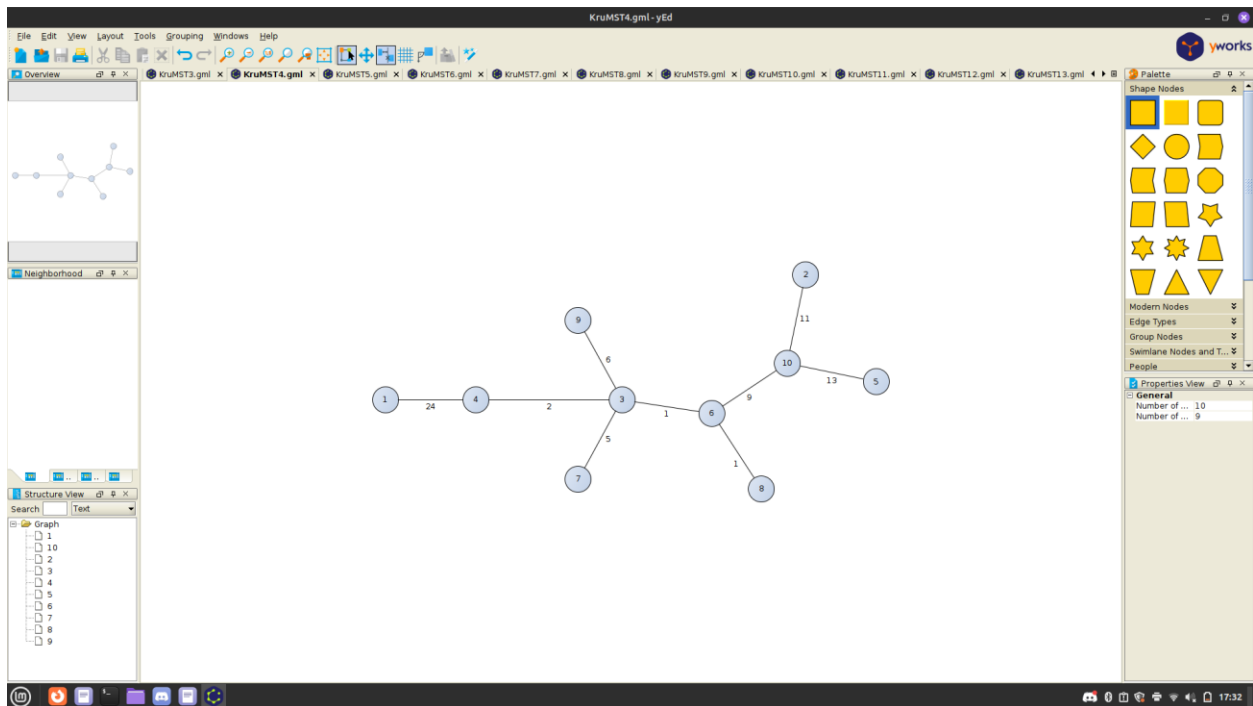 KruMST4.gml - yEd
File Edit View Layout Tools Grouping Windows Help
yworks
Overview
KruMST3.gml KruMST4.gml KruMST5.gml KruMST6.gml KruMST7.gml KruMST8.gml KruMST9.gml KruMST10.gml KruMST11.gml KruMST12.gml KruMST13.gml
Palette
Shape Nodes
Neighborhood
2
11
9
6
10
13
5
1
24
4
2
3
1
6
9
5
7
1
8
Modern Nodes
Edge Types
Group Nodes
Swimlane Nodes and T...
People
Properties View
General
Number of ... 10
Number of ... 9
Structure View
Search Text
Graph
1
10
2
3
4
5
6
7
8
9
17:32